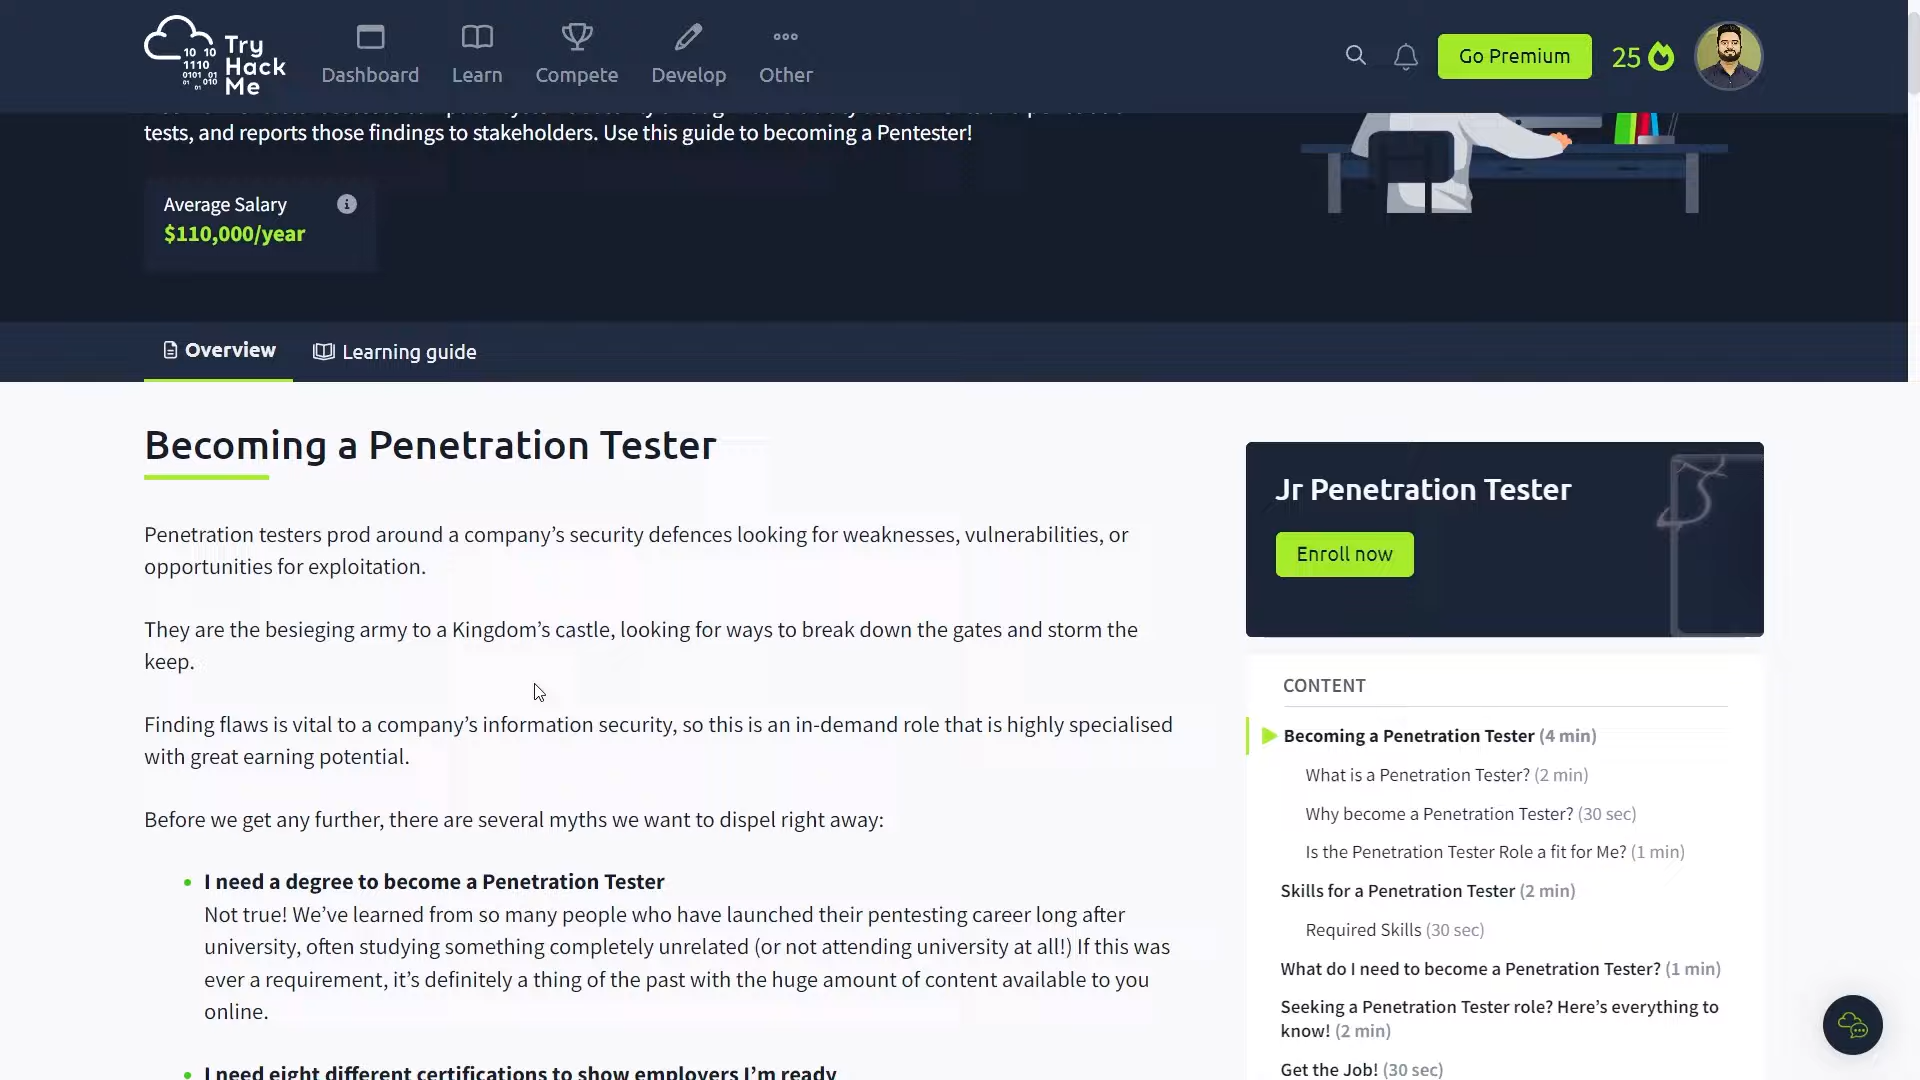 Try
Hack
Me
10 10
1110
0101 01
01 010
01
Dashboard
Learn
Compete
Develop
Other
Go Premium
25
tests, and reports those findings to stakeholders. Use this guide to becoming a Pentester!
Average Salary
$110,000/year
Overview
Learning guide
Becoming a Penetration Tester
Penetration testers prod around a company’s security defences looking for weaknesses, vulnerabilities, or
opportunities for exploitation.
They are the besieging army to a Kingdom’s castle, looking for ways to break down the gates and storm the
keep.
Finding flaws is vital to a company’s information security, so this is an in-demand role that is highly specialised
with great earning potential.
Before we get any further, there are several myths we want to dispel right away:
• I need a degree to become a Penetration Tester
Not true! We’ve learned from so many people who have launched their pentesting career long after
university, often studying something completely unrelated (or not attending university at all!) If this was
ever a requirement, it’s definitely a thing of the past with the huge amount of content available to you
online.
• I need eight different certifications to show employers I’m ready
Jr Penetration Tester
Enroll now
CONTENT
Becoming a Penetration Tester (4 min)
What is a Penetration Tester? (2 min)
Why become a Penetration Tester? (30 sec)
Is the Penetration Tester Role a fit for Me? (1 min)
Skills for a Penetration Tester (2 min)
Required Skills (30 sec)
What do I need to become a Penetration Tester? (1 min)
Seeking a Penetration Tester role? Here’s everything to
know! (2 min)
Get the Job! (30 sec)